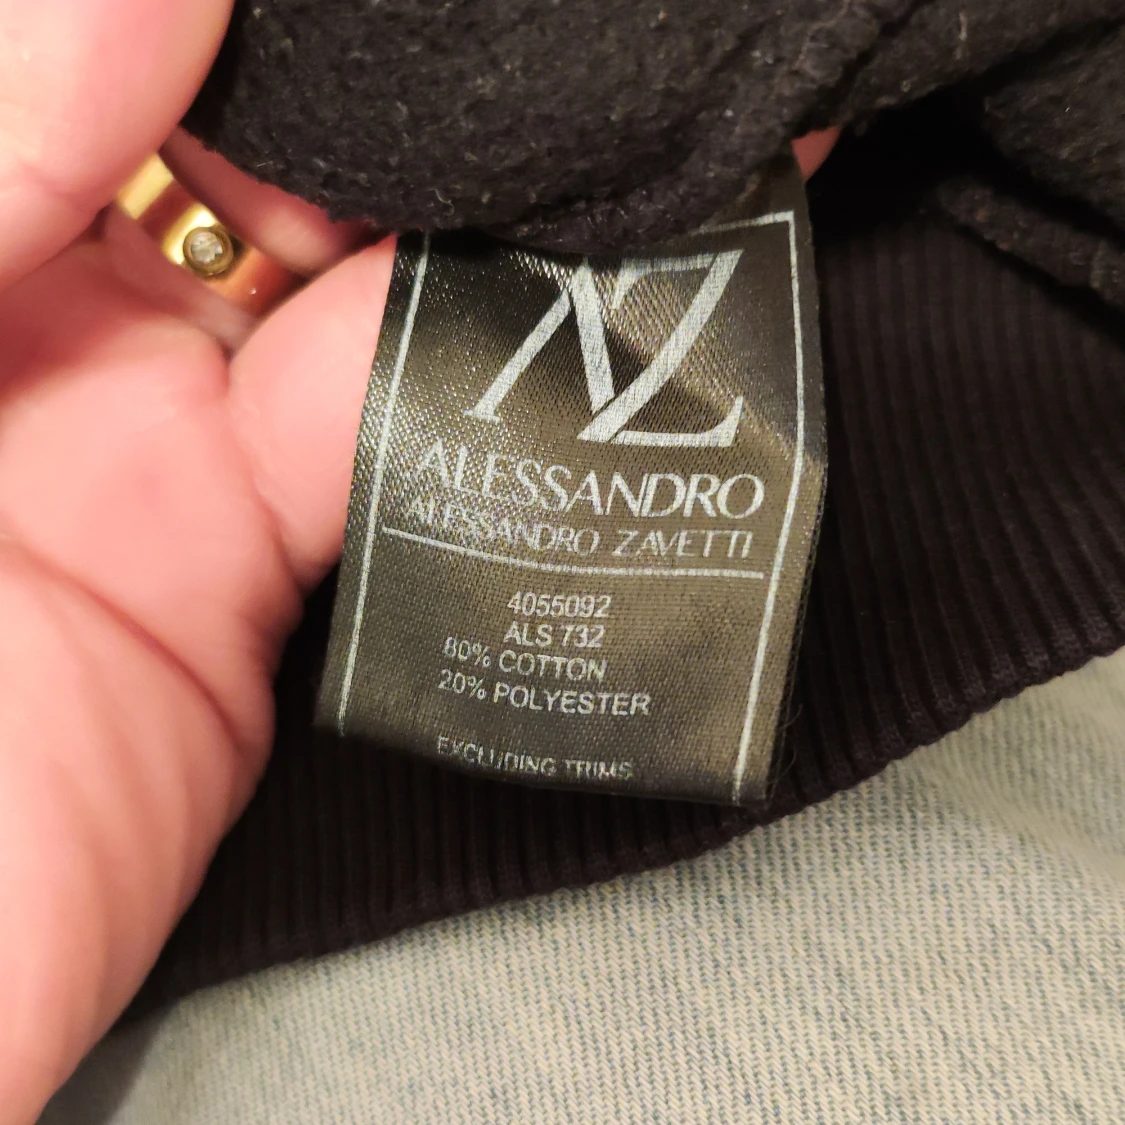 AZ
ALESSANDRO
ALESSANDRO ZAVETTI
4055092
ALS 732
80% COTTON
20% POLYESTER
EXCLUDING TRIMS